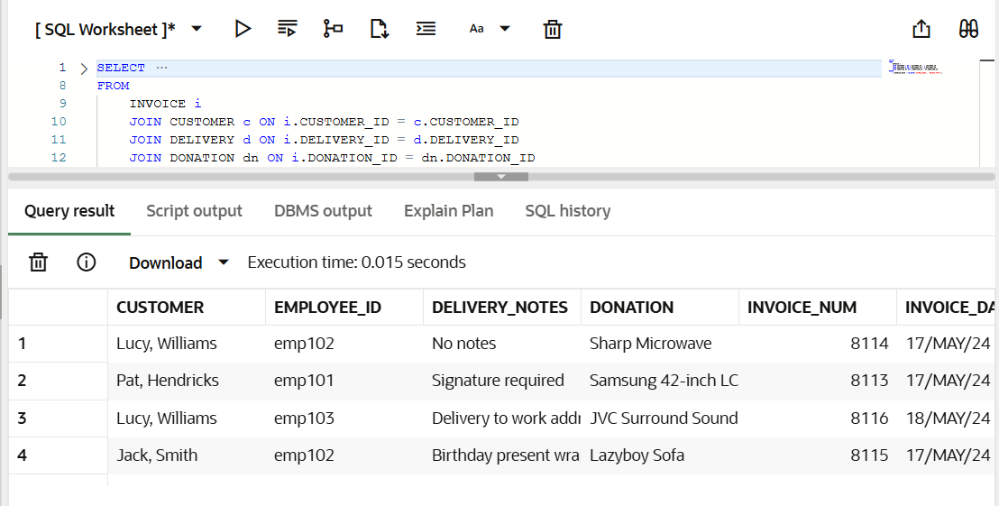 [ SQL Worksheet ]* Aa
1 SELECT ...
8 FROM
9 INVOICE i
10 JOIN CUSTOMER c ON i.CUSTOMER_ID = c.CUSTOMER_ID
11 JOIN DELIVERY d ON i.DELIVERY_ID = d.DELIVERY_ID
12 JOIN DONATION dn ON i.DONATION_ID = dn.DONATION_ID
Query result Script output DBMS output Explain Plan SQL history
Download Execution time: 0.015 seconds
CUSTOMER EMPLOYEE_ID DELIVERY_NOTES DONATION INVOICE_NUM INVOICE_DA
1 Lucy, Williams emp102 No notes Sharp Microwave 8114 17/MAY/24
2 Pat, Hendricks emp101 Signature required Samsung 42-inch LC 8113 17/MAY/24
3 Lucy, Williams emp103 Delivery to work addr JVC Surround Sound 8116 18/MAY/24
4 Jack, Smith emp102 Birthday present wra Lazyboy Sofa 8115 17/MAY/24